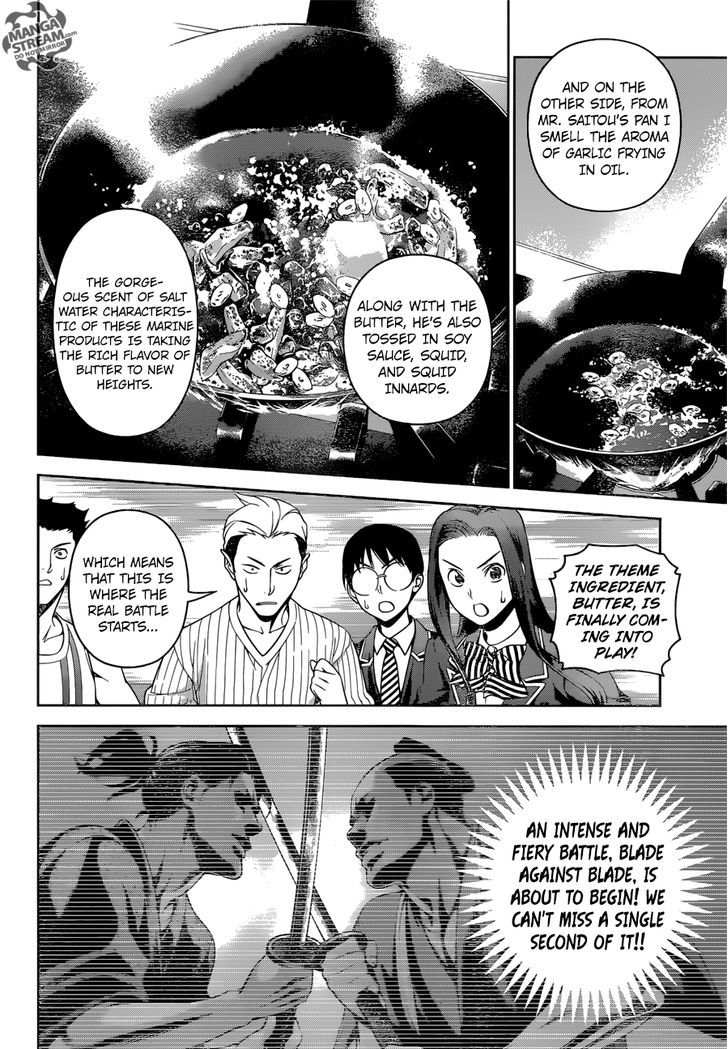 MANGA
STREAM.com
DO NOT MIRROR
AND ON THE
OTHER SIDE, FROM
MR. SAITOU'S PAN I
SMELL THE AROMA
OF GARLIC FRYING
IN OIL.
ALONG WITH THE
BUTTER, HE'S ALSO
TOSSED IN SOY
SAUCE, SQUID,
AND SQUID
INNARDS.
THE GORGE-
OUS SCENT OF SALT
WATER CHARACTERIS-
TIC OF THESE MARINE
PRODUCTS IS TAKING
THE RICH FLAVOR OF
BUTTER TO NEW
HEIGHTS.
THE THEME
INGREDIENT,
BUTTER, IS
FINALLY COM-
ING INTO
PLAY!
WHICH MEANS
THAT THIS IS
WHERE THE
REAL BATTLE
STARTS...
AN INTENSE AND
FIERY BATTLE, BLADE
AGAINST BLADE, IS
ABOUT TO BEGIN! WE
CAN'T MISS A SINGLE
SECOND OF IT!!